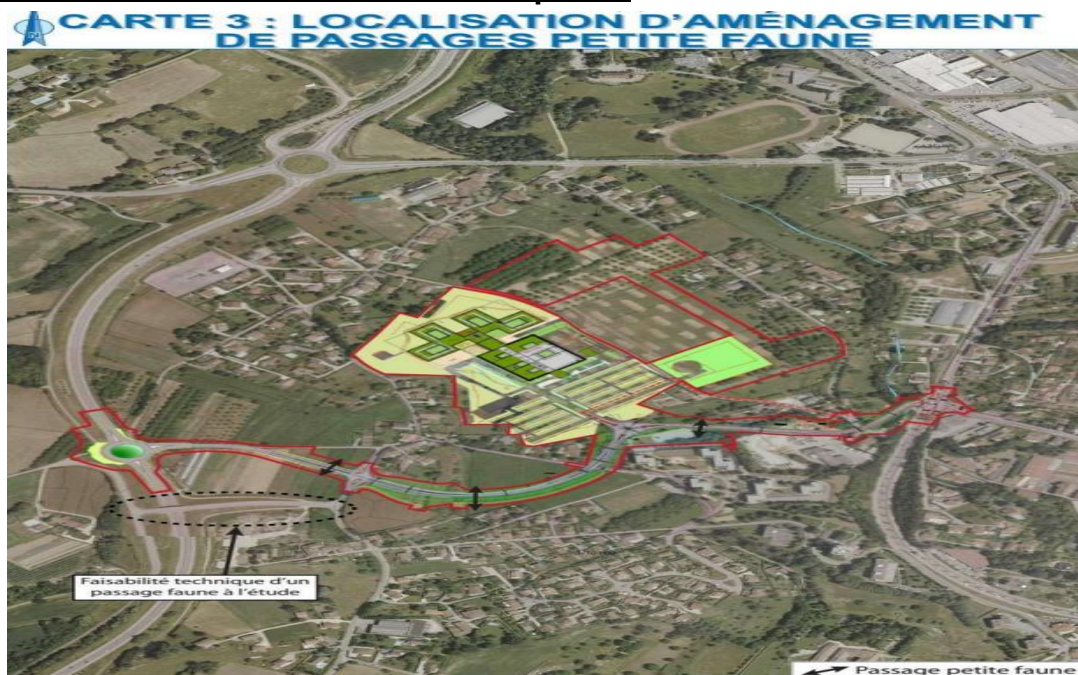 CARTE 3 : LOCALISATION D'AMÉNAGEMENT
DE PASSAGES PETITE FAUNE
Faisabilité technique d'un
passage faune à l'étude
Passage petite faune